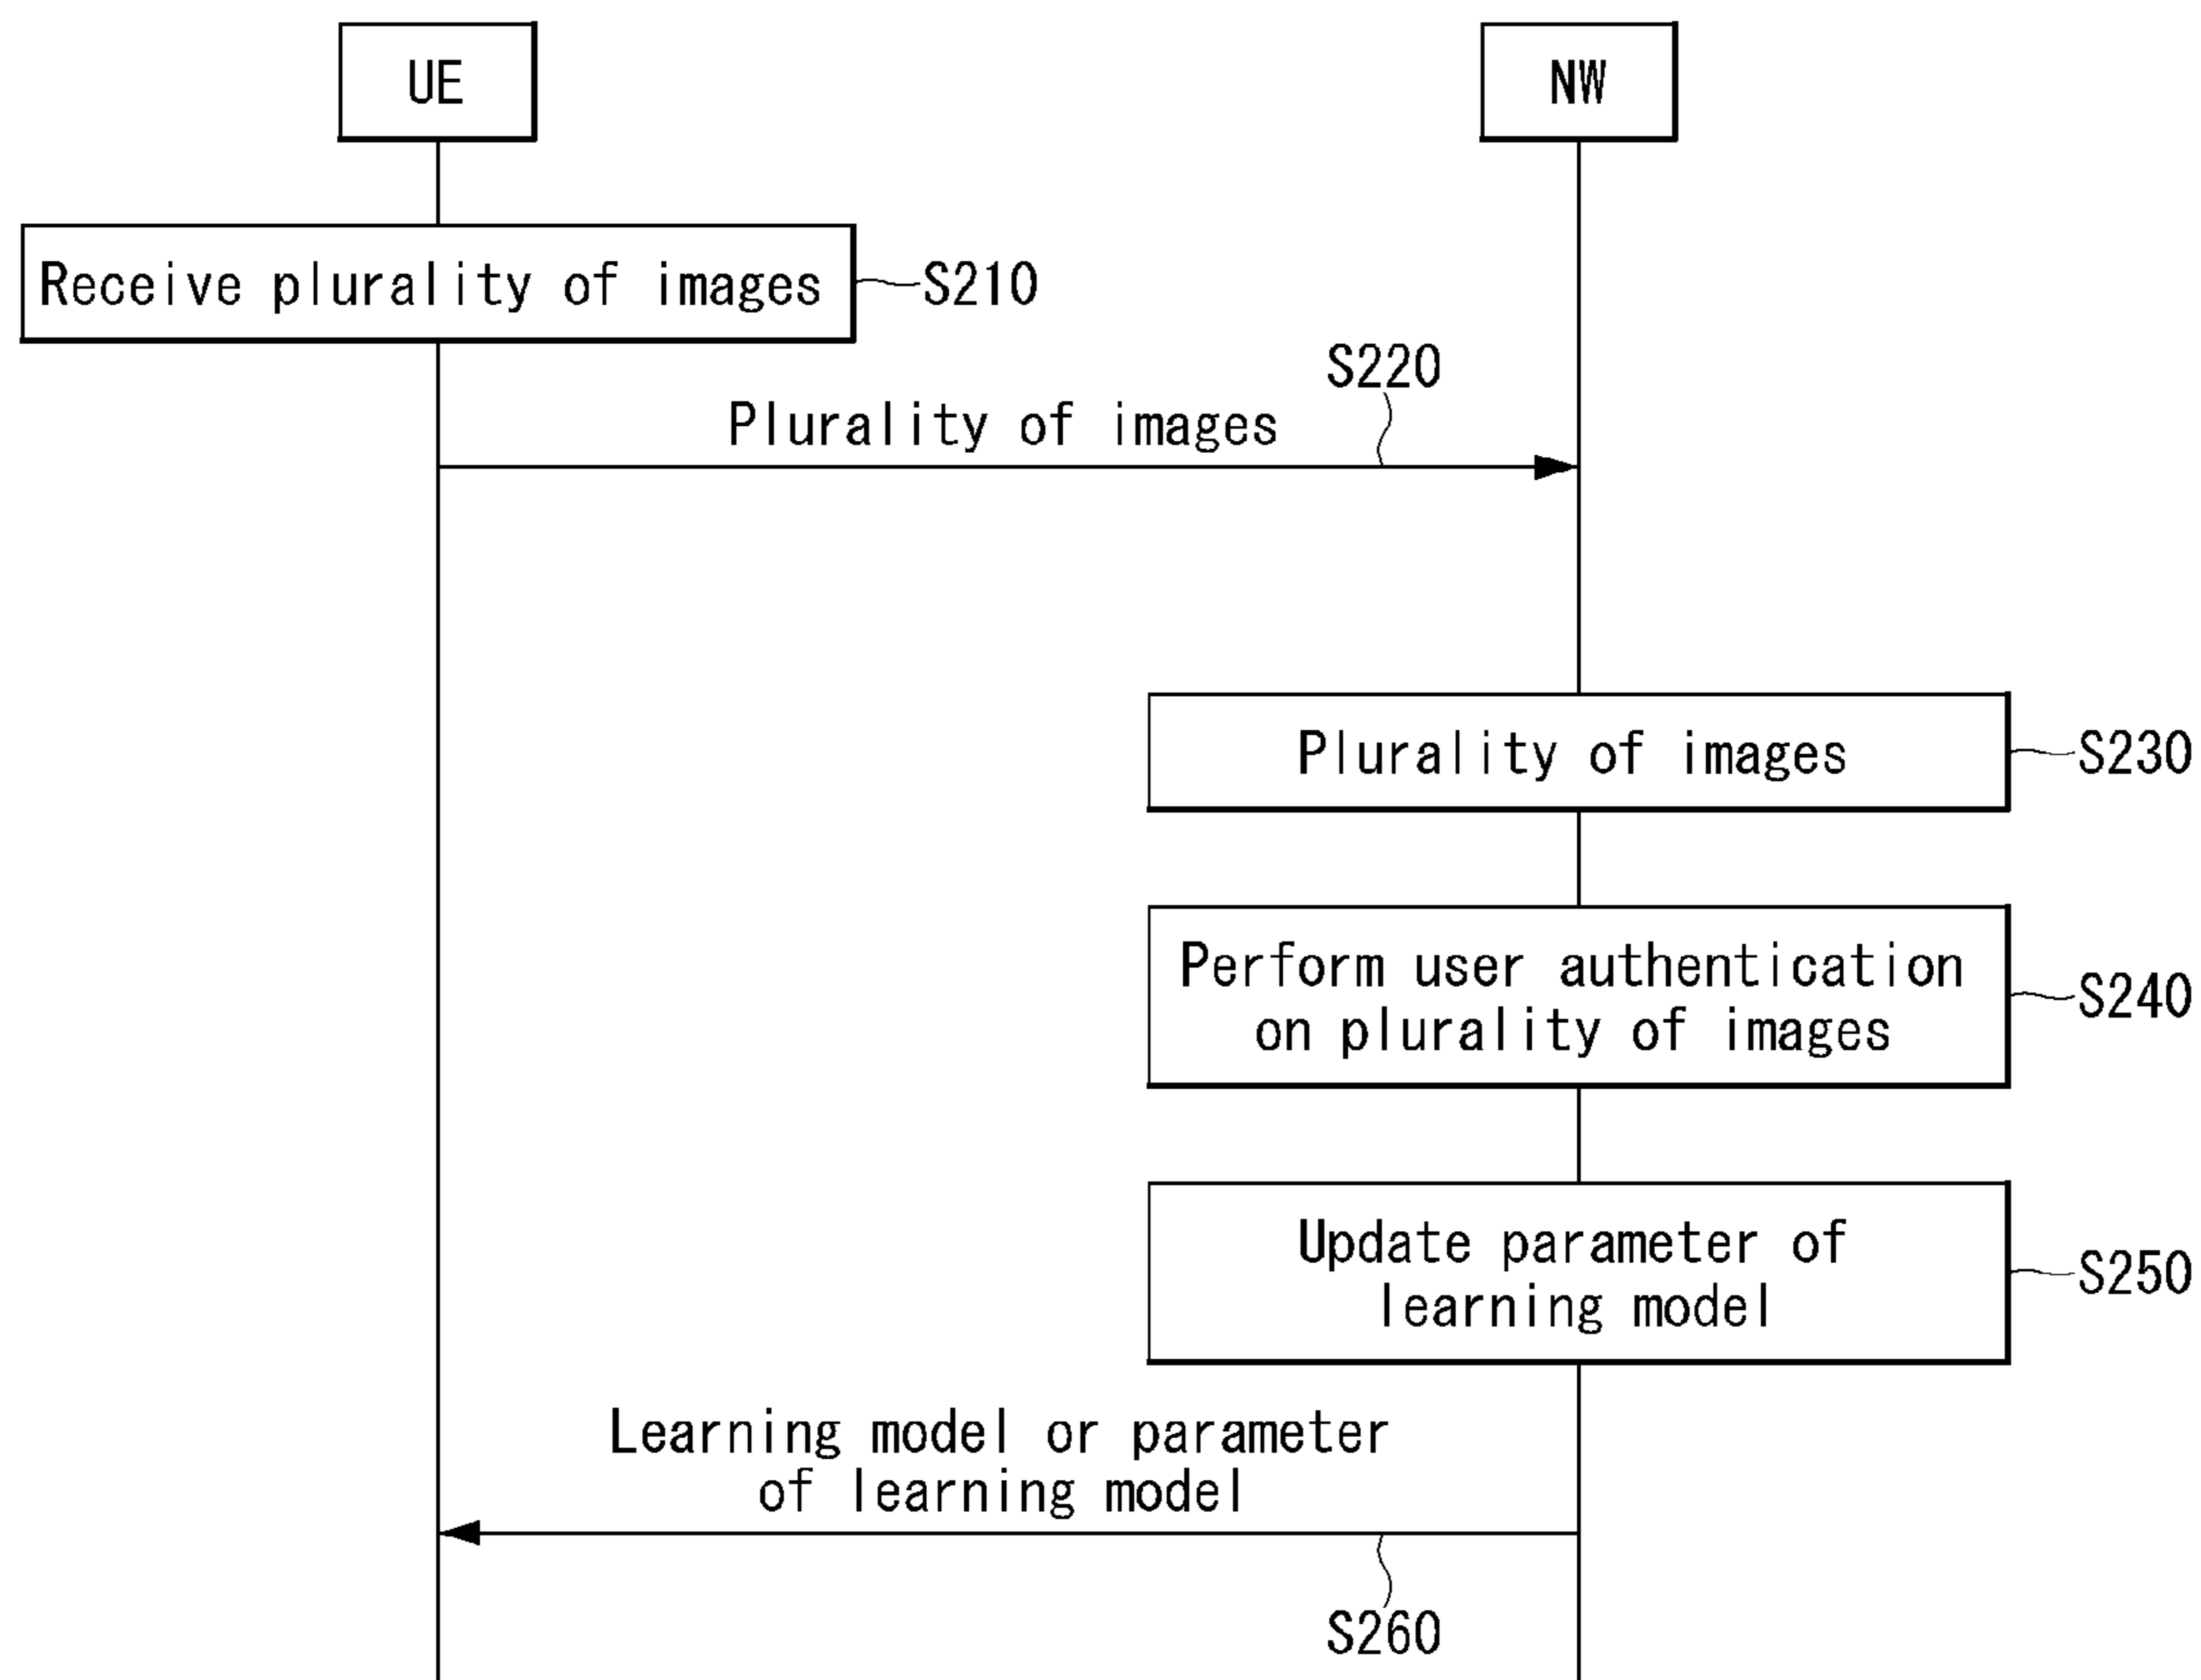 UE
NW
Receive plurality of images
S210
S220
Plurality of images
Plurality of images
S230
Perform user authentication
on plurality of images
S240
Update parameter of
learning model
S250
Learning model or parameter
of learning model
S260